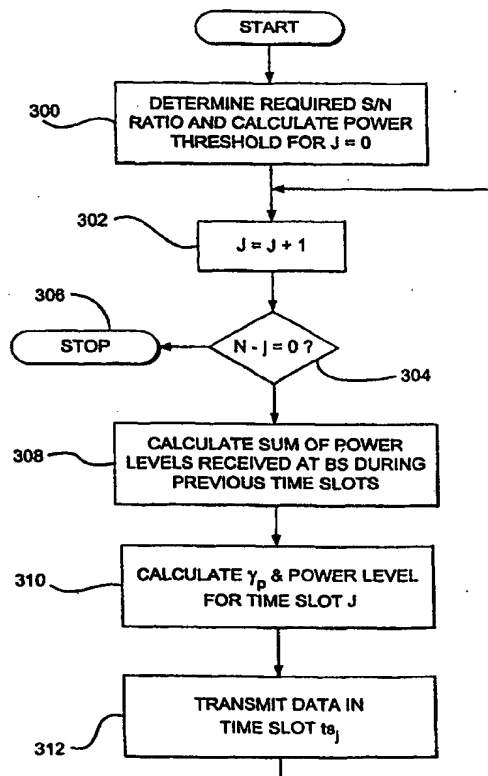 START
300
DETERMINE REQUIRED S/N
RATIO AND CALCULATE POWER
THRESHOLD FOR J = 0
302
J = J + 1
306
STOP
N - j = 0 ?
304
308
CALCULATE SUM OF POWER
LEVELS RECEIVED AT BS DURING
PREVIOUS TIME SLOTS
310
CALCULATE γp & POWER LEVEL
FOR TIME SLOT J
312
TRANSMIT DATA IN
TIME SLOT tsj